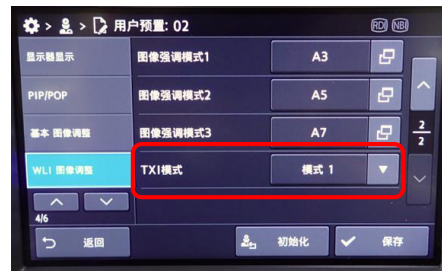 > > 用户预置: 02 RDI NBI
显示器显示 图像强调模式1 A3
PIP/POP 图像强调模式2 A5
基本 图像调整 图像强调模式3 A7 2
2
WLI 图像调整 TXI模式 模式 1
4/6
返回 初始化 保存